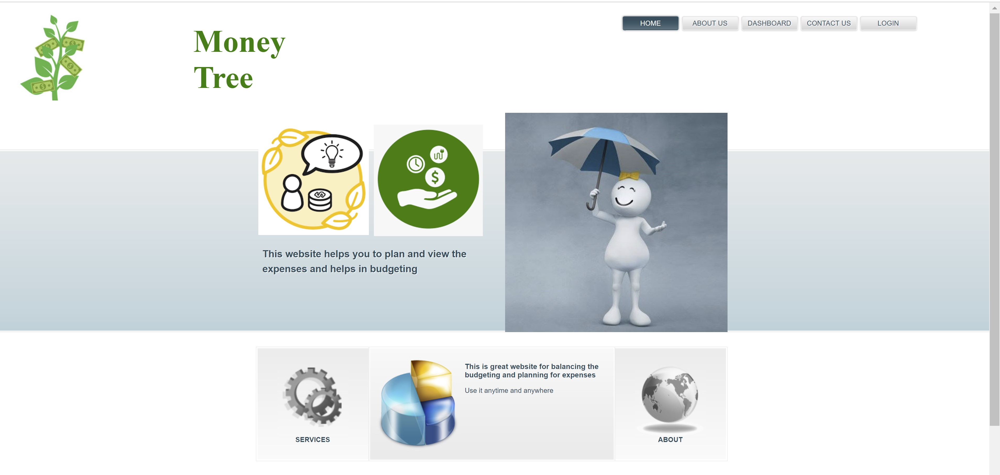 Money
Tree
HOME
ABOUT US
DASHBOARD
CONTACT US
LOGIN
$
This website helps you to plan and view the
expenses and helps in budgeting
This is great website for balancing the
budgeting and planning for expenses
Use it anytime and anywhere
SERVICES
ABOUT